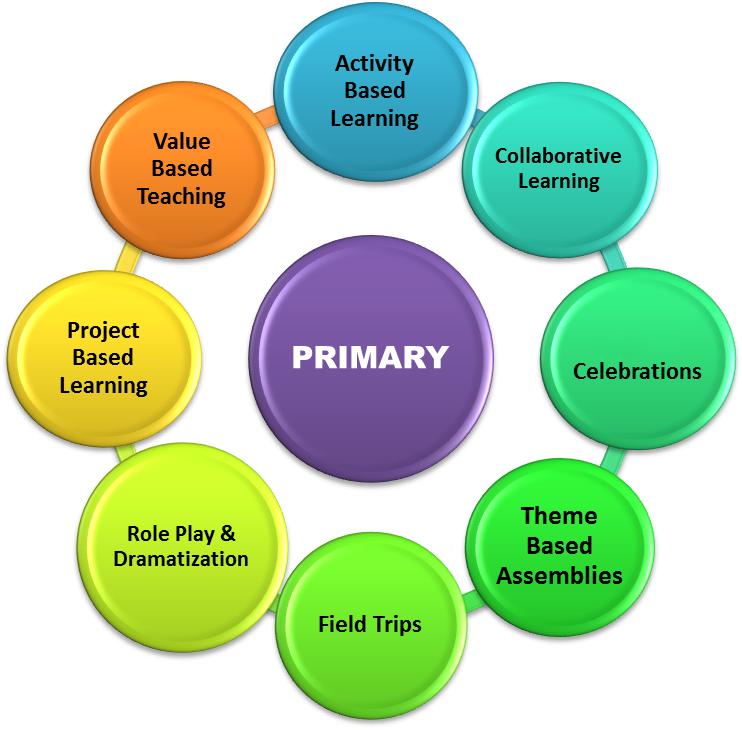 Activity
Based
Learning
Collaborative
Learning
Celebrations
Theme
Based
Assemblies
Field Trips
Role Play &
Dramatization
Project
Based
Learning
Value
Based
Teaching
PRIMARY